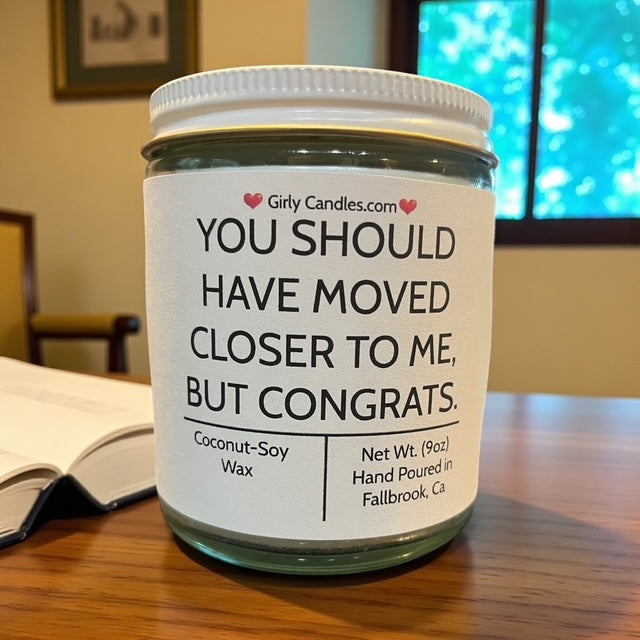 Girly Candles.com
YOU SHOULD
HAVE MOVED
CLOSER TO ME,
BUT CONGRATS.
Coconut-Soy
Wax
Net Wt. (9oz)
Hand Poured in
Fallbrook, Ca